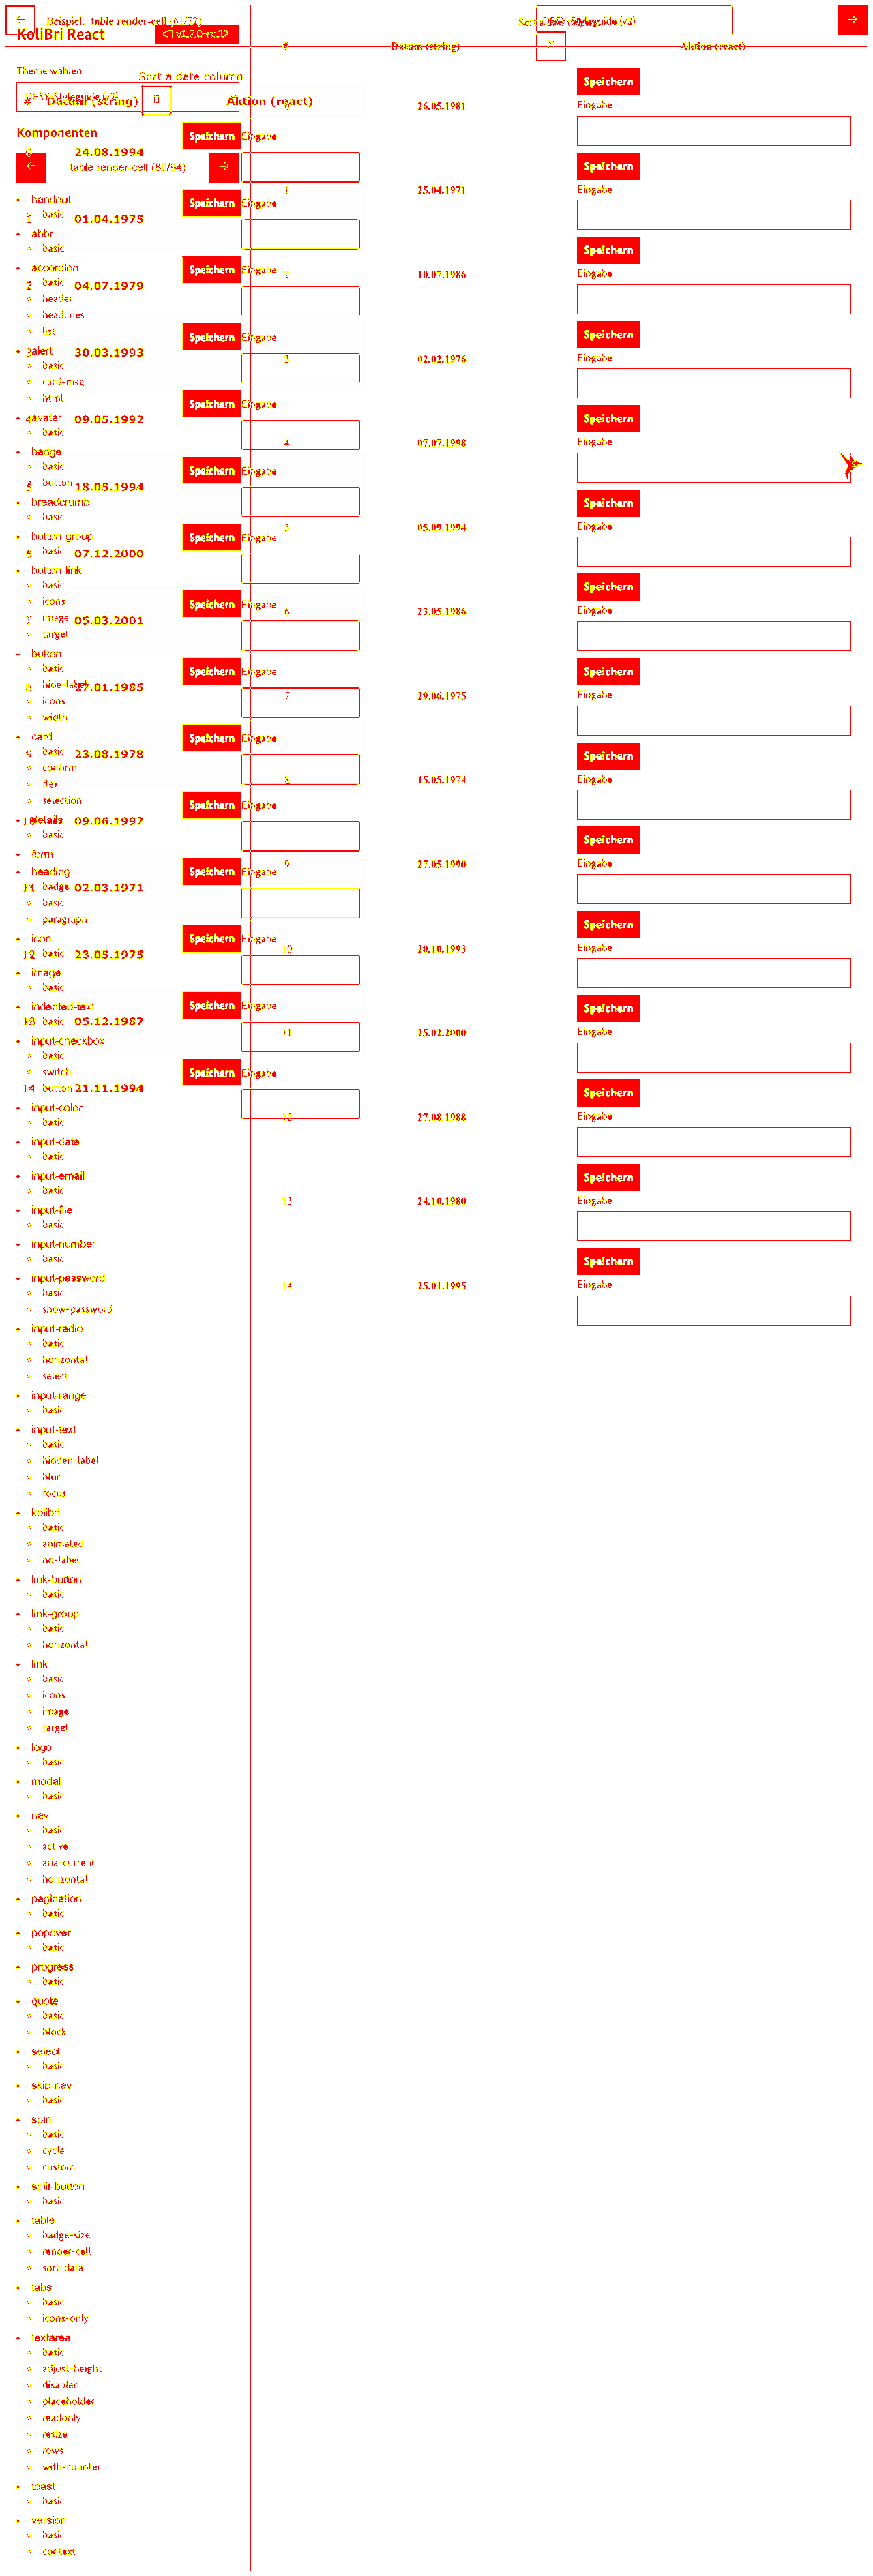 Beispiel: table render-cell (61/72)
DESY Styleguide (v2)
KoliBri React
v1.7.0-rc.12
Theme wählen
DESY Styleguide (v2)
Komponenten
table render-cell (80/94)
handout
basic
abbr
basic
accordion
basic
header
headlines
list
alert
basic
card-msg
html
avatar
basic
badge
basic
button
breadcrumb
basic
button-group
basic
button-link
basic
icons
image
target
button
basic
hide-label
icons
width
card
basic
confirm
flex
selection
details
basic
form
heading
badge
basic
paragraph
icon
basic
image
basic
indented-text
basic
input-checkbox
basic
switch
button
input-color
basic
input-date
basic
input-email
basic
input-file
basic
input-number
basic
input-password
basic
show-password
input-radio
basic
horizontal
select
input-range
basic
input-text
basic
hidden-label
blur
focus
kolibri
basic
animated
no-label
link-button
basic
link-group
basic
horizontal
link
basic
icons
image
target
logo
basic
modal
basic
nav
basic
active
aria-current
horizontal
pagination
basic
popover
basic
progress
basic
quote
basic
block
select
basic
skip-nav
basic
spin
basic
cycle
custom
split-button
basic
table
badge-size
render-cell
sort-data
tabs
basic
icons-only
textarea
basic
adjust-height
disabled
placeholder
readonly
resize
rows
with-counter
toast
basic
version
basic
context
Sort a date column
# Datum (string) Aktion (react)
0 24.08.1994 Speichern Eingabe
1 01.04.1975 Speichern Eingabe
2 04.07.1979 Speichern Eingabe
3 30.03.1993 Speichern Eingabe
4 09.05.1992 Speichern Eingabe
5 18.05.1994 Speichern Eingabe
6 07.12.2000 Speichern Eingabe
7 05.03.2001 Speichern Eingabe
8 27.01.1985 Speichern Eingabe
9 23.08.1978 Speichern Eingabe
10 09.06.1997 Speichern Eingabe
11 02.03.1971 Speichern Eingabe
12 23.05.1975 Speichern Eingabe
13 05.12.1987 Speichern Eingabe
14 21.11.1994 Speichern Eingabe
# Datum (string) Aktion (react)
Speichern
0 26.05.1981 Eingabe
Speichern
1 25.04.1971 Eingabe
Speichern
2 10.07.1986 Eingabe
Speichern
3 02.02.1976 Eingabe
Speichern
4 07.07.1998 Eingabe
Speichern
5 05.09.1994 Eingabe
Speichern
6 23.05.1986 Eingabe
Speichern
7 29.06.1975 Eingabe
Speichern
8 15.05.1974 Eingabe
Speichern
9 27.05.1990 Eingabe
Speichern
10 20.10.1993 Eingabe
Speichern
11 25.02.2000 Eingabe
Speichern
12 27.08.1988 Eingabe
Speichern
13 24.10.1980 Eingabe
Speichern
14 25.01.1995 Eingabe